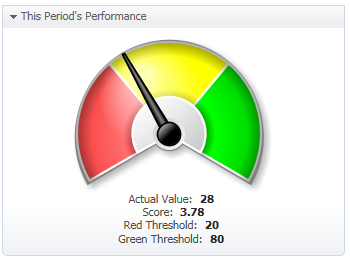 This Period's Performance
Actual Value: 28
Score: 3.78
Red Threshold: 20
Green Threshold: 80